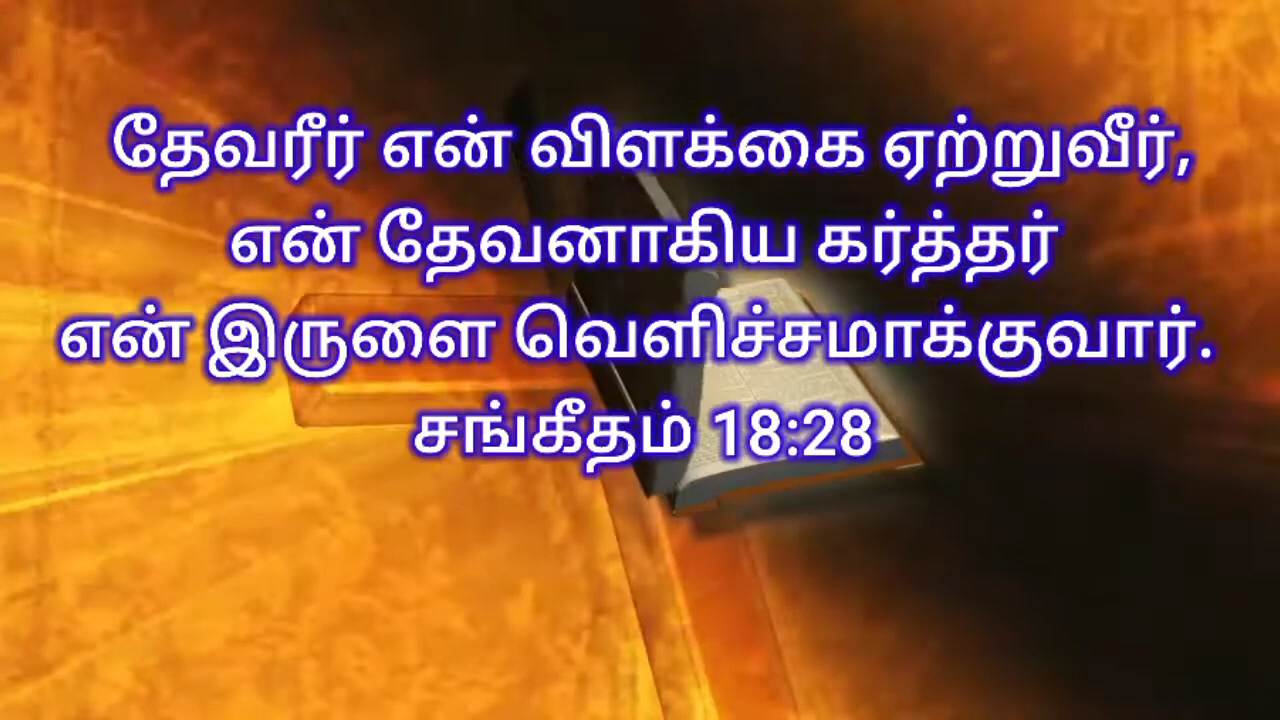 தேவரீர் என் விளக்கை ஏற்றுவீர்,
என் தேவனாகிய கர்த்தர்
என் இருளை வெளிச்சமாக்குவார்.
சங்கீதம் 18:28